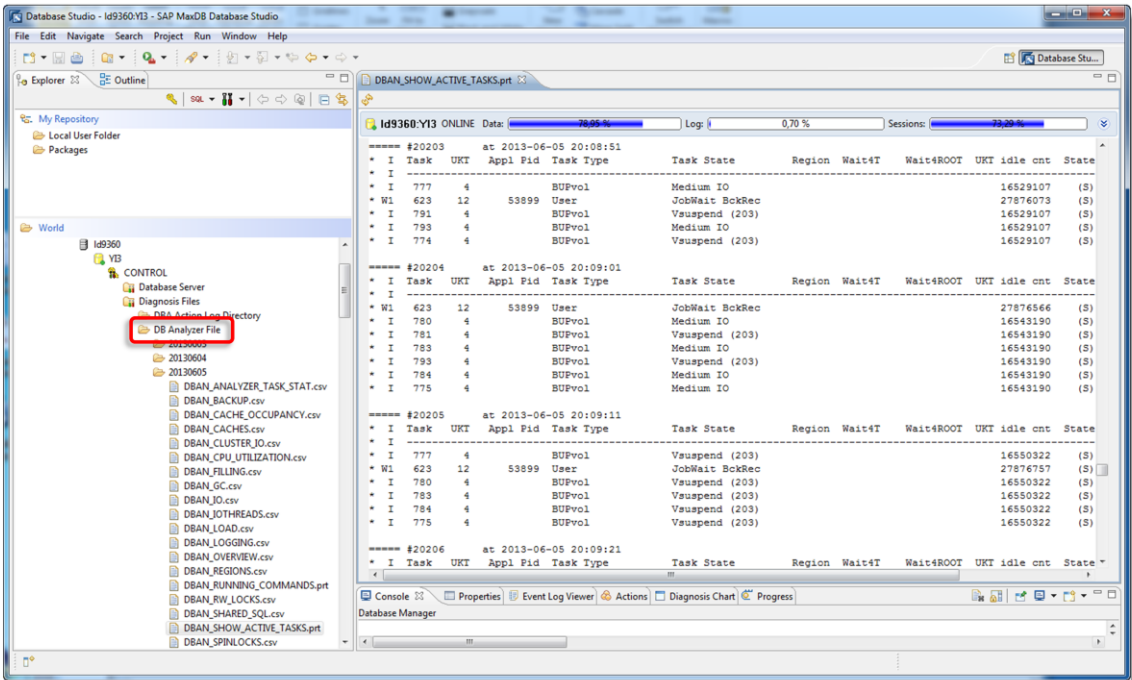 Database Studio - ld9360:YI3 - SAP MaxDB Database Studio
File Edit Navigate Search Project Run Window Help
SQL
Database Stu...
Explorer Outline
My Repository
Local User Folder
Packages
World
ld9360
YI3
CONTROL
Database Server
Diagnosis Files
DBA Action Log Directory
DB Analyzer File
20130603
20130604
20130605
DBAN_ANALYZER_TASK_STAT.csv
DBAN_BACKUP.csv
DBAN_CACHE_OCCUPANCY.csv
DBAN_CACHES.csv
DBAN_CLUSTER_IO.csv
DBAN_CPU_UTILIZATION.csv
DBAN_FILLING.csv
DBAN_GC.csv
DBAN_IO.csv
DBAN_IOTHREADS.csv
DBAN_LOAD.csv
DBAN_LOGGING.csv
DBAN_OVERVIEW.csv
DBAN_REGIONS.csv
DBAN_RUNNING_COMMANDS.prt
DBAN_RW_LOCKS.csv
DBAN_SHARED_SQL.csv
DBAN_SHOW_ACTIVE_TASKS.prt
DBAN_SPINLOCKS.csv
DBAN_SHOW_ACTIVE_TASKS.prt
ld9360:YI3 ONLINE Data: 78,95 % Log: 0,70 % Sessions: 73,29 %
===== #20203 at 2013-06-05 20:08:51
* I Task UKT Appl Pid Task Type Task State Region Wait4T Wait4ROOT UKT idle cnt State
* I ----------------------------------------------------------------
* I 777 4 BUPvol Medium IO 16529107 (S)
* W1 623 12 53899 User JobWait BckRec 27876073 (S)
* I 791 4 BUPvol Vsuspend (203) 16529107 (S)
* I 793 4 BUPvol Medium IO 16529107 (S)
* I 774 4 BUPvol Vsuspend (203) 16529107 (S)
===== #20204 at 2013-06-05 20:09:01
* I Task UKT Appl Pid Task Type Task State Region Wait4T Wait4ROOT UKT idle cnt State
* I ----------------------------------------------------------------
* W1 623 12 53899 User JobWait BckRec 27876566 (S)
* I 780 4 BUPvol Medium IO 16543190 (S)
* I 781 4 BUPvol Vsuspend (203) 16543190 (S)
* I 783 4 BUPvol Medium IO 16543190 (S)
* I 793 4 BUPvol Vsuspend (203) 16543190 (S)
* I 784 4 BUPvol Medium IO 16543190 (S)
* I 775 4 BUPvol Medium IO 16543190 (S)
===== #20205 at 2013-06-05 20:09:11
* I Task UKT Appl Pid Task Type Task State Region Wait4T Wait4ROOT UKT idle cnt State
* I ----------------------------------------------------------------
* I 777 4 BUPvol Vsuspend (203) 16550322 (S)
* W1 623 12 53899 User JobWait BckRec 27876757 (S)
* I 780 4 BUPvol Vsuspend (203) 16550322 (S)
* I 783 4 BUPvol Vsuspend (203) 16550322 (S)
* I 784 4 BUPvol Vsuspend (203) 16550322 (S)
* I 775 4 BUPvol Vsuspend (203) 16550322 (S)
===== #20206 at 2013-06-05 20:09:21
* I Task UKT Appl Pid Task Type Task State Region Wait4T Wait4ROOT UKT idle cnt State
Console Properties Event Log Viewer Actions Diagnosis Chart Progress
Database Manager